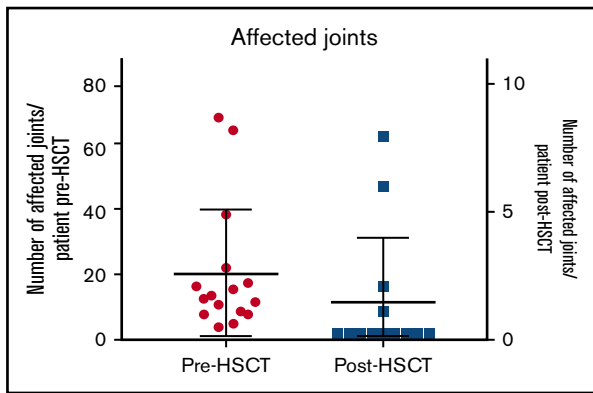 Affected joints
Number of affected joints/
patient pre-HSCT
80
60
40
20
0
10
5
0
Number of affected joints/
patient post-HSCT
Pre-HSCT
Post-HSCT